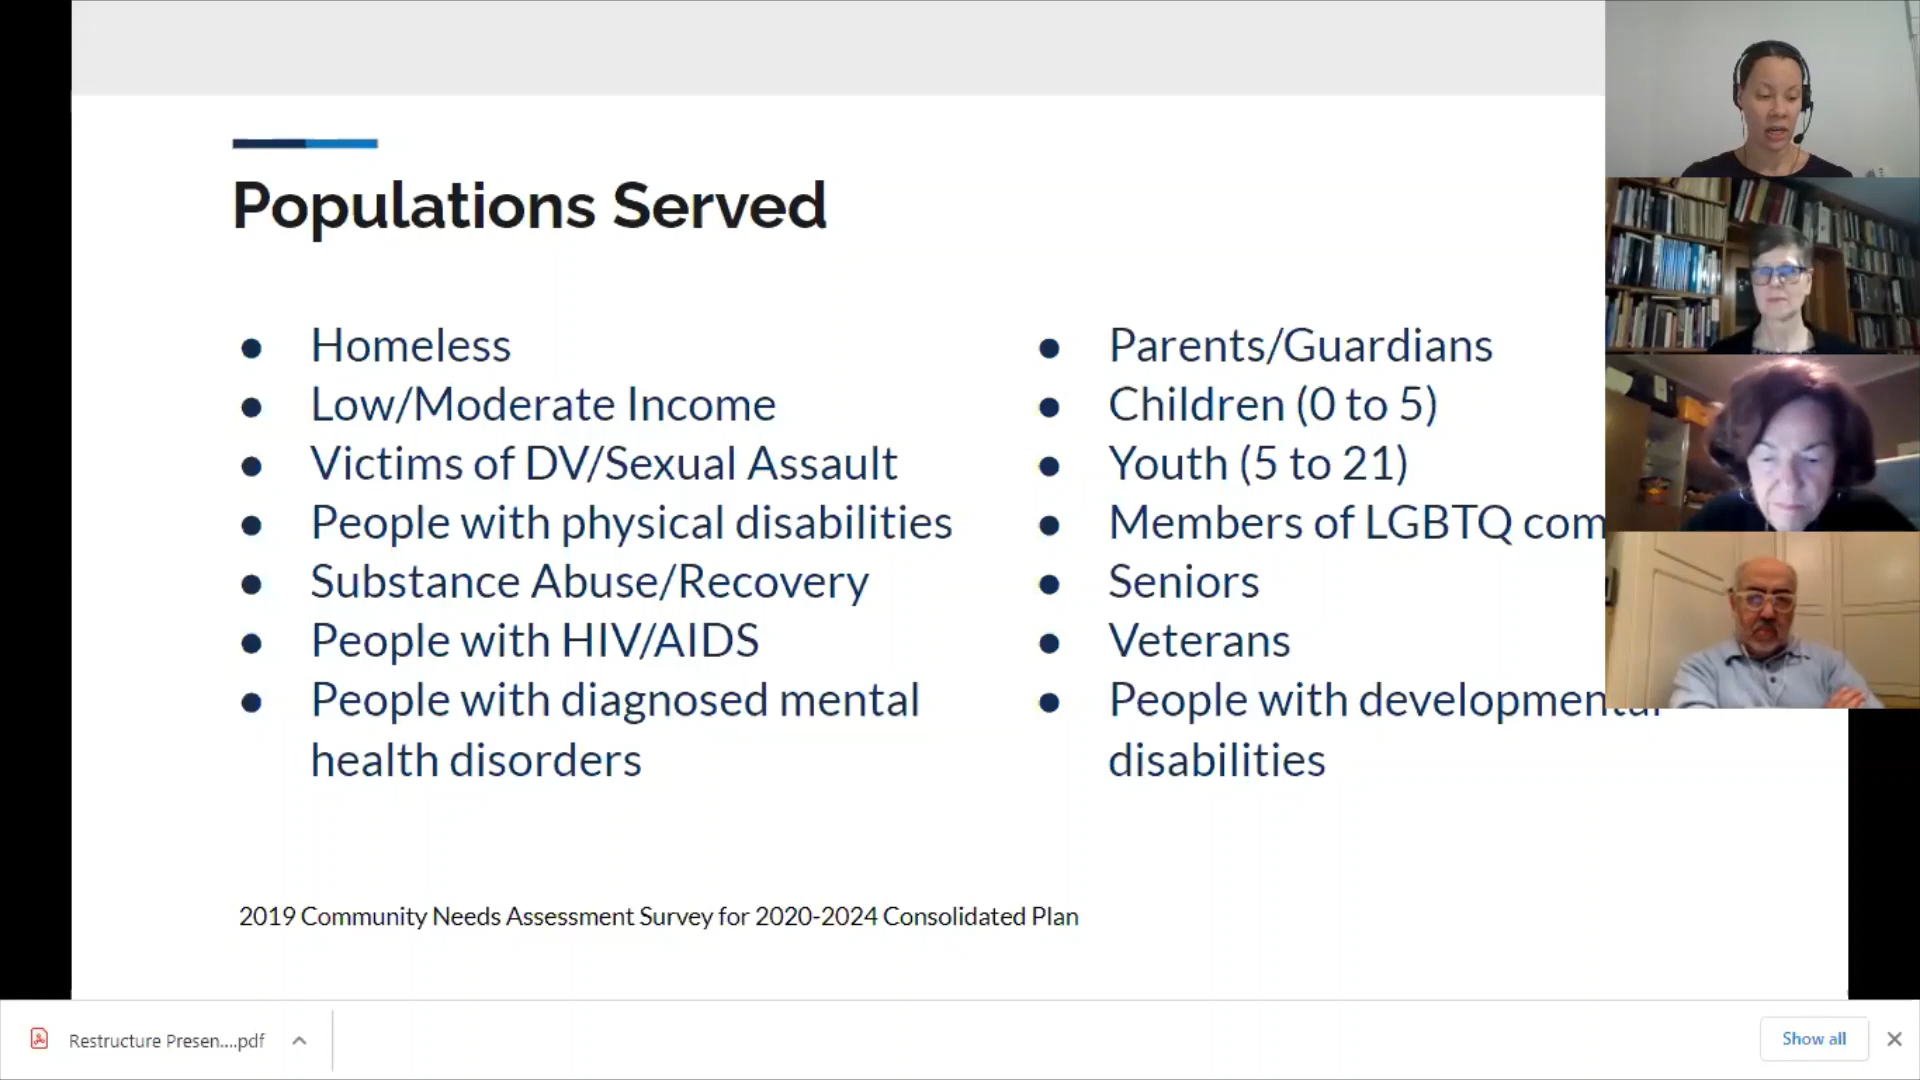 Populations Served
Homeless
Low/Moderate Income
Victims of DV/Sexual Assault
People with physical disabilities
Substance Abuse/Recovery
People with HIV/AIDS
People with diagnosed mental
health disorders
Parents/Guardians
Children (0 to 5)
Youth (5 to 21)
Members of LGBTQ com
Seniors
Veterans
People with developmental
disabilities
2019 Community Needs Assessment Survey for 2020-2024 Consolidated Plan
Restructure Presen....pdf
Show all